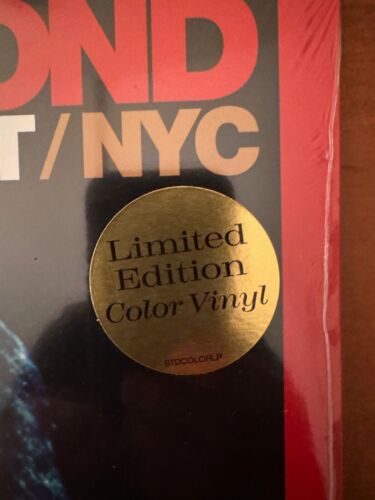 OND
T/NYC
Limited
Edition
Color Vinyl
STDCOLORLP